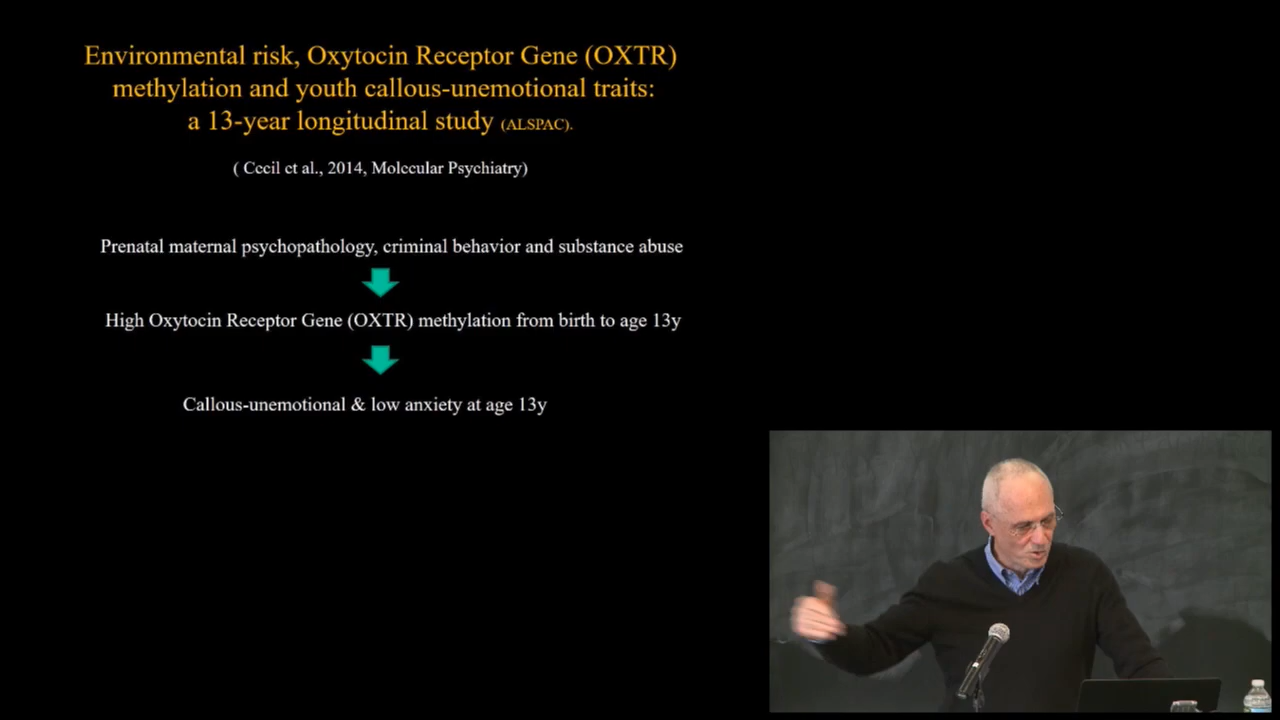 Environmental risk, Oxytocin Receptor Gene (OXTR)
methylation and youth callous-unemotional traits:
a 13-year longitudinal study (ALSPAC).
( Cecil et al., 2014, Molecular Psychiatry)
Prenatal maternal psychopathology, criminal behavior and substance abuse
High Oxytocin Receptor Gene (OXTR) methylation from birth to age 13y
Callous-unemotional & low anxiety at age 13y